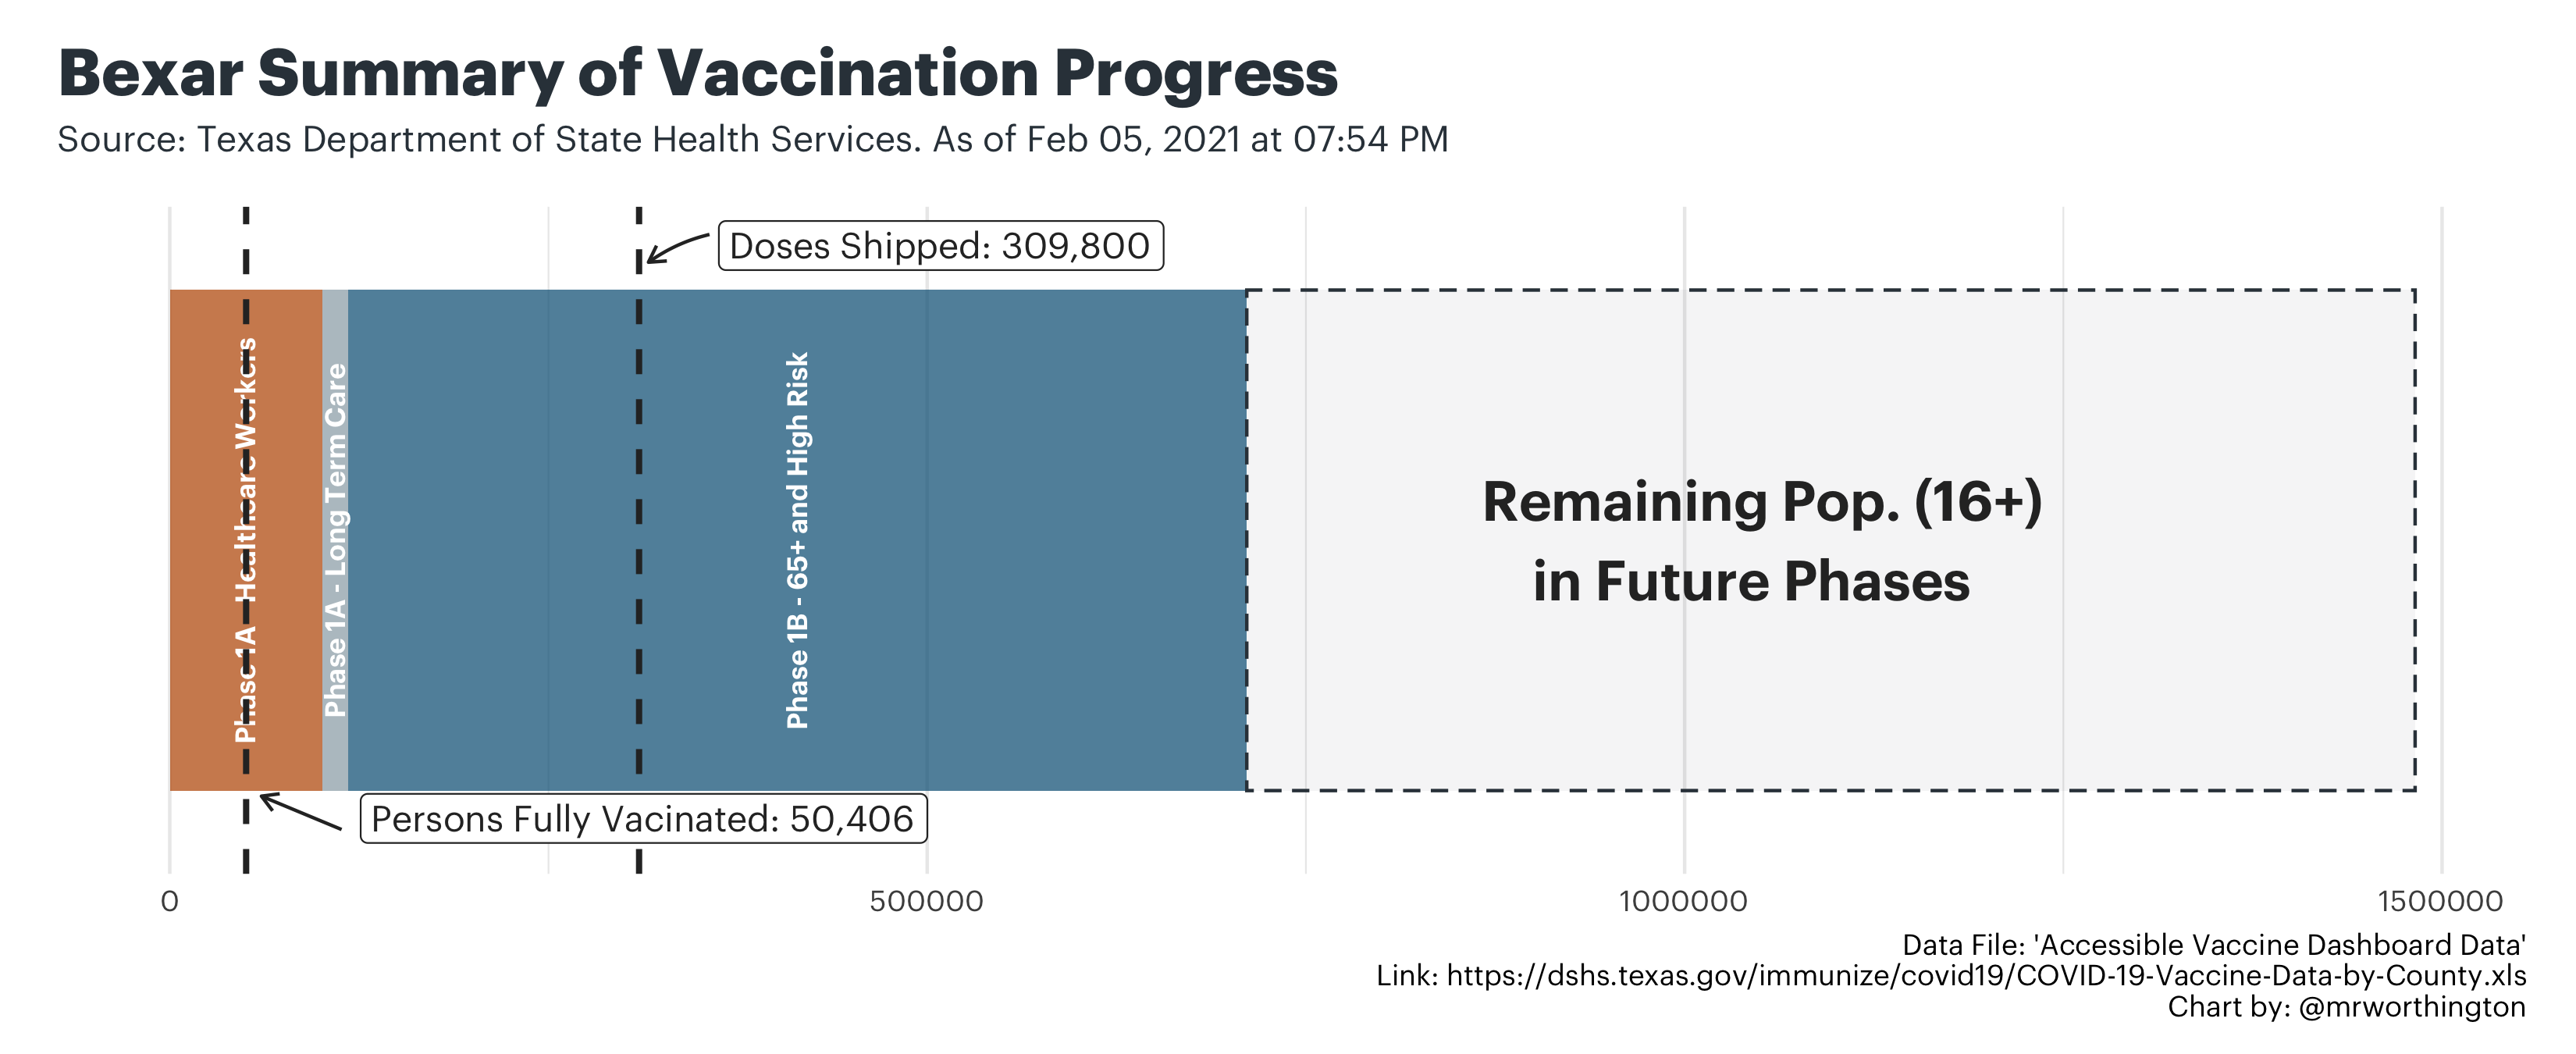 Bexar Summary of Vaccination Progress
Source: Texas Department of State Health Services. As of Feb 05, 2021 at 07:54 PM
Doses Shipped: 309,800
Phase 1A - Healthcare Workers
Phase 1A - Long Term Care
Phase 1B - 65+ and High Risk
Remaining Pop. (16+)
in Future Phases
Persons Fully Vacinated: 50,406
0
500000
1000000
1500000
Data File: 'Accessible Vaccine Dashboard Data'
Link: https://dshs.texas.gov/immunize/covid19/COVID-19-Vaccine-Data-by-County.xls
Chart by: @mrworthington